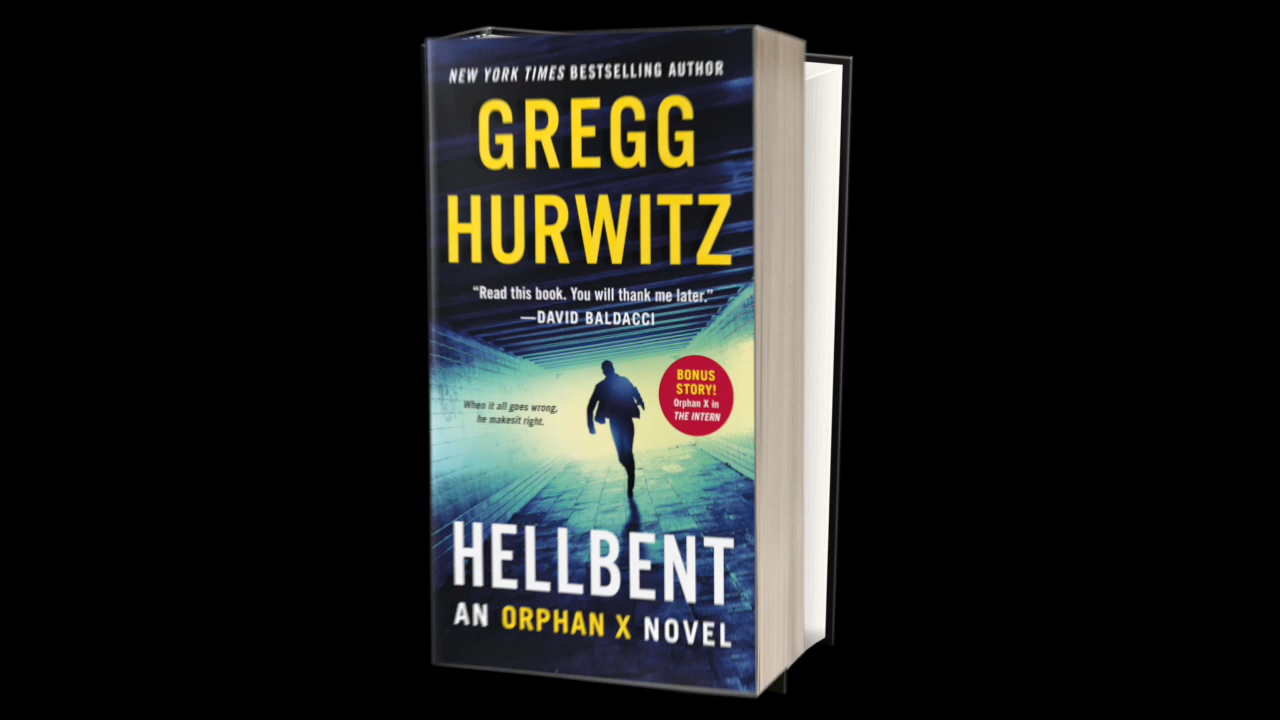 NEW YORK TIMES BESTSELLING AUTHOR
GREGG
HURWITZ
“Read this book. You will thank me later.”
—DAVID BALDACCI
When it all goes wrong,
he makesit right.
BONUS
STORY!
Orphan X in
THE INTERN
HELLBENT
AN ORPHAN X NOVEL